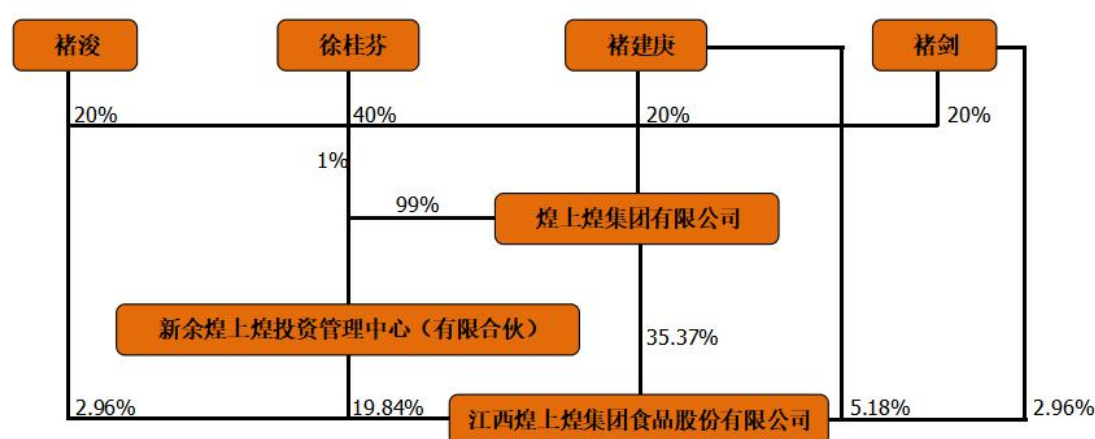 褚浚
徐桂芬
褚建庚
褚剑
20%
40%
20%
20%
1%
99%
煌上煌集团有限公司
新余煌上煌投资管理中心（有限合伙）
35.37%
2.96%
19.84%
江西煌上煌集团食品股份有限公司
5.18%
2.96%